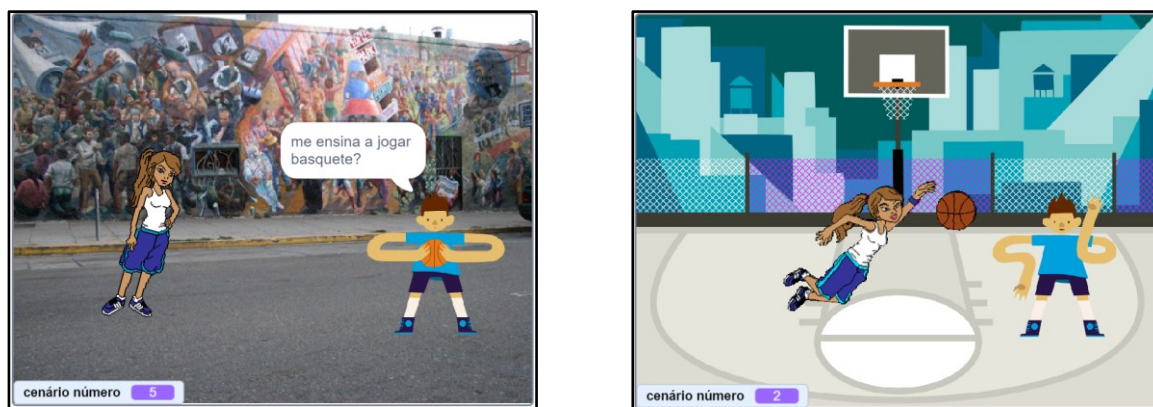 me ensina a jogar
basquete?
cenário número 5
cenário número 2